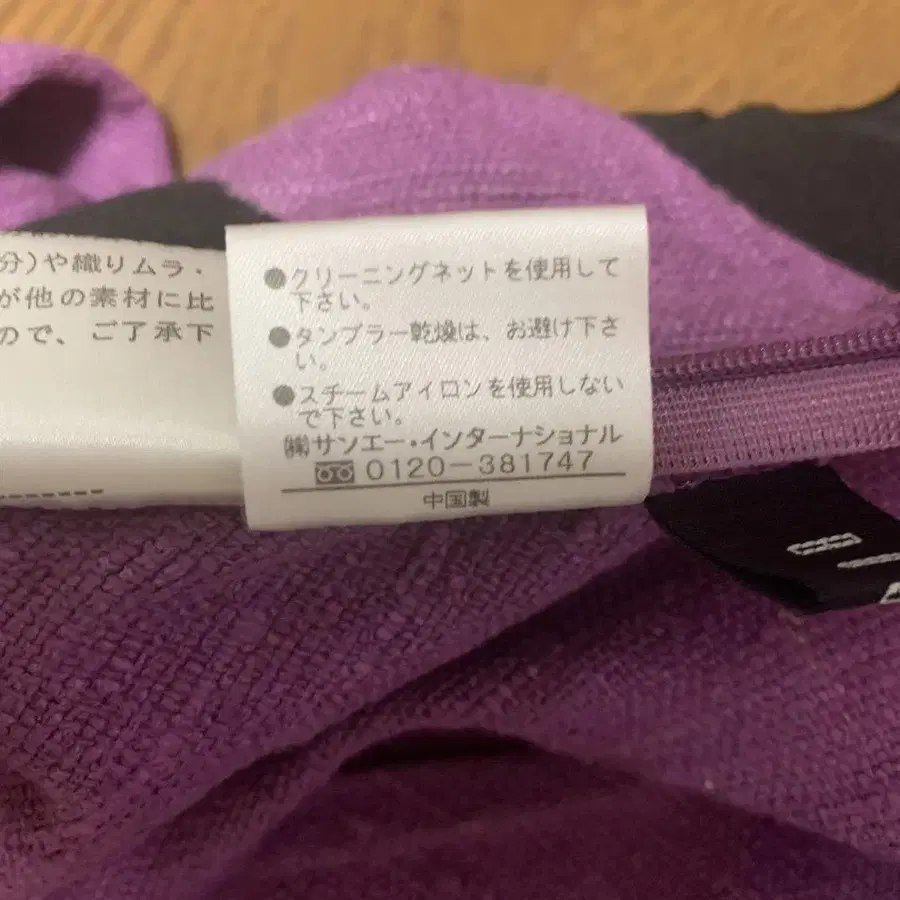 分)や織りムラ・
が他の素材に比
ので、ご了承下
●クリーニングネットを使用して
下さい。
●タンブラー乾燥は、お避け下さ
い。
●スチームアイロンを使用しない
で下さい。
㈱サンエー・インターナショナル
0120-381747
中国製